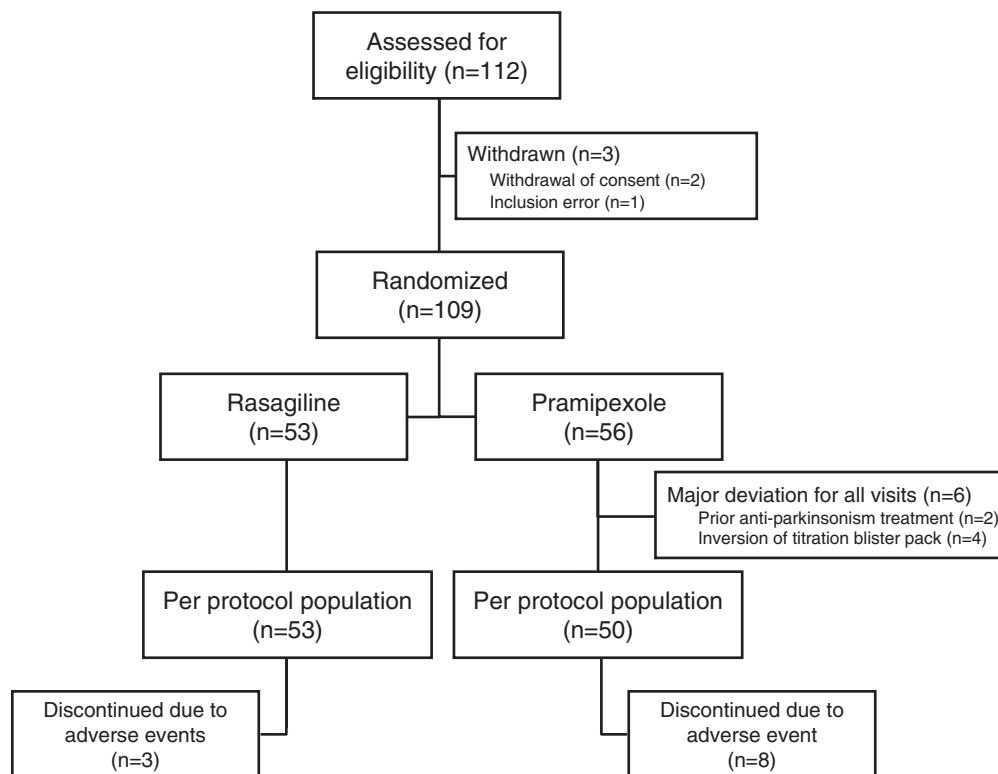 Assessed for
eligibility (n=112)
Withdrawn (n=3)
Withdrawal of consent (n=2)
Inclusion error (n=1)
Randomized
(n=109)
Rasagiline
(n=53)
Pramipexole
(n=56)
Major deviation for all visits (n=6)
Prior anti-parkinsonism treatment (n=2)
Inversion of titration blister pack (n=4)
Per protocol population
(n=53)
Per protocol population
(n=50)
Discontinued due to
adverse events
(n=3)
Discontinued due to
adverse event
(n=8)